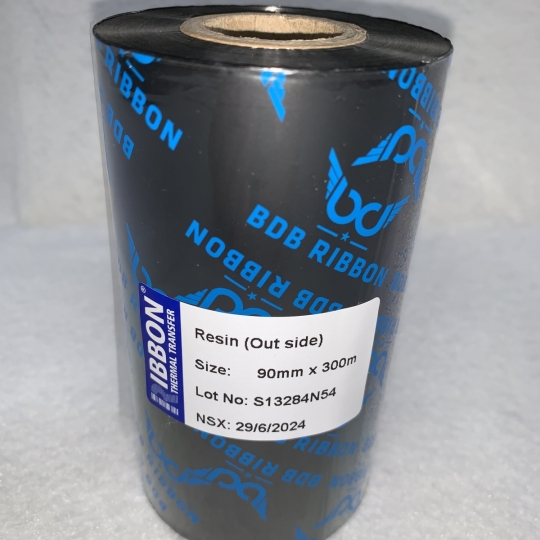 BDB RIBBON
BDB RIBBON
RIBBON
BDB RIBBON
IBBON®
THERMAL TRANSFER
Resin (Out side)
Size: 90mm x 300m
Lot No: S13284N54
NSX: 29/6/2024